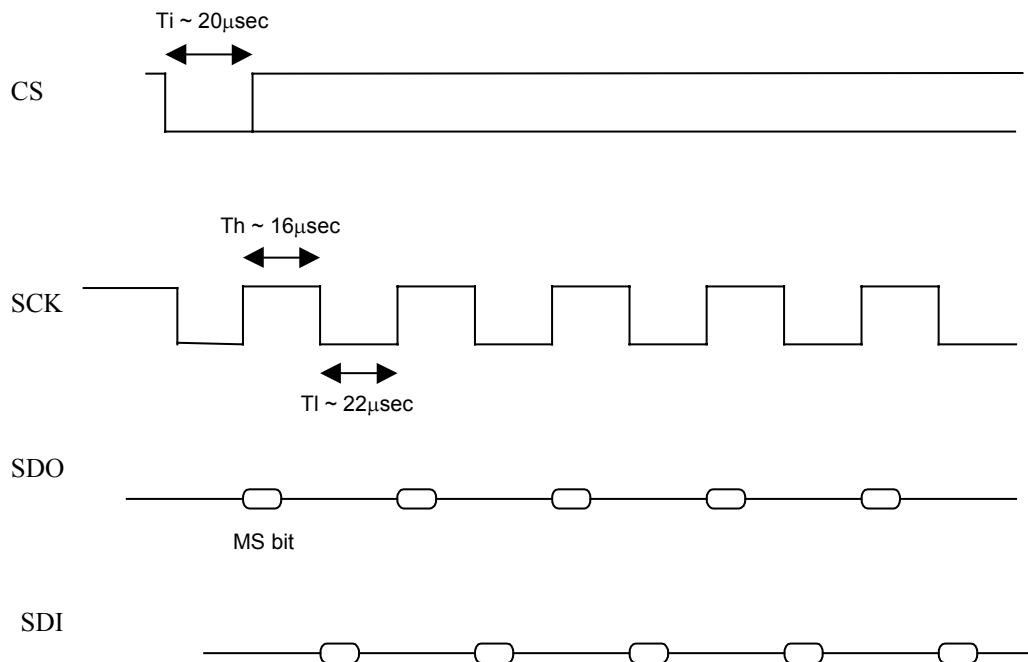 Ti ~ 20μsec
CS
Th ~ 16μsec
SCK
Tl ~ 22μsec
SDO
MS bit
SDI